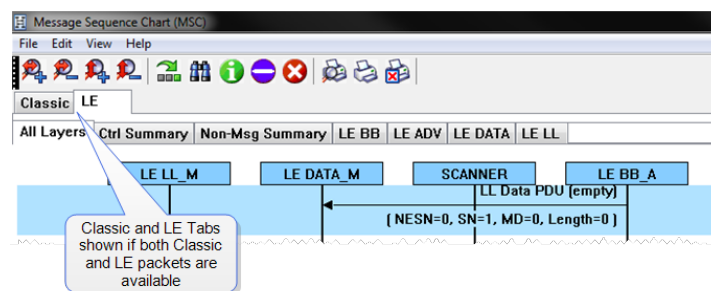 Message Sequence Chart (MSC)
File Edit View Help
Classic LE
All Layers Ctrl Summary Non-Msg Summary LE BB LE ADV LE DATA LE LL
LE LL_M LE DATA_M SCANNER LE BB_A
LL Data PDU (empty)
( NESN=0, SN=1, MD=0, Length=0 )
Classic and LE Tabs
shown if both Classic
and LE packets are
available